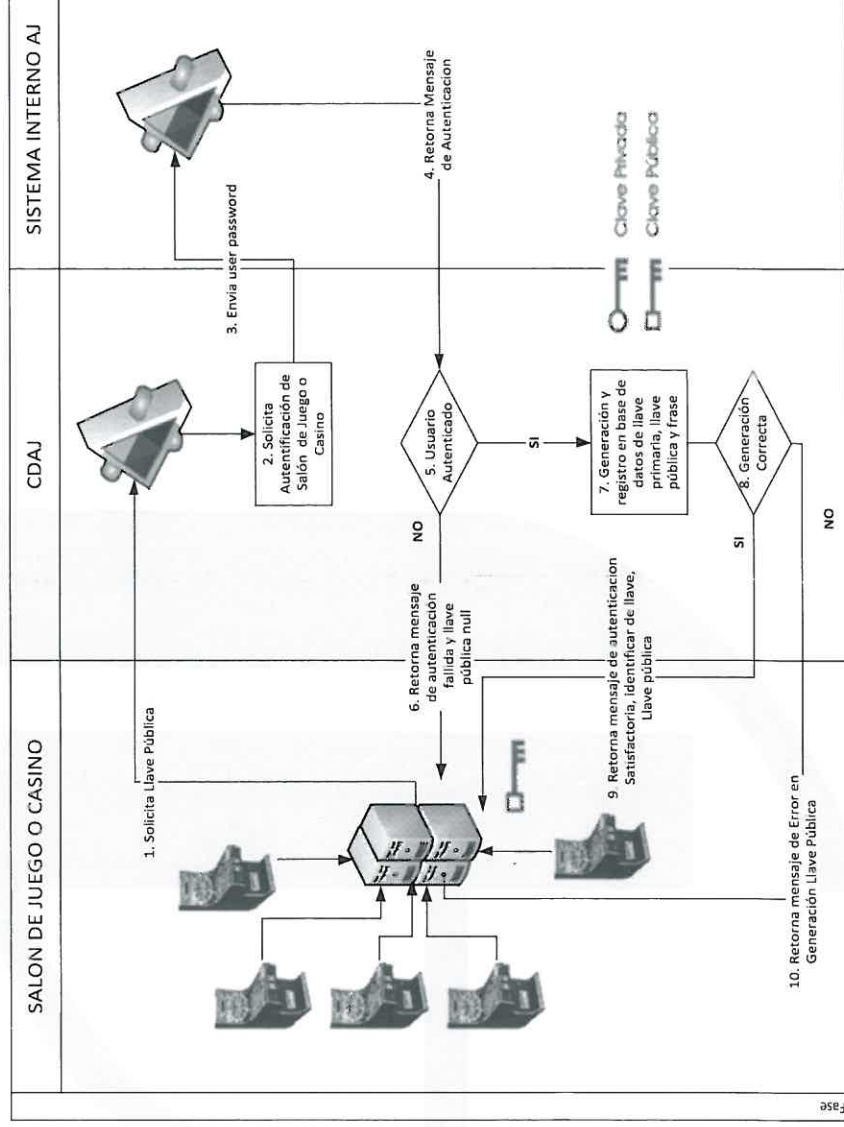 SALON DE JUEGO O CASINO
CDAJ
SISTEMA INTERNO AJ
Fase
1. Solicita Llave Pública
2. Solicita
Autentificación de
Salón de Juego o
Casino
3. Envia user password
4. Retorna Mensaje
de Autenticacion
5. Usuario
Autenticado
NO
SI
6. Retorna mensaje
de autenticación
fallida y llave
pública null
7. Generación y
registro en base de
datos de llave
primaria, llave
pública y frase
8. Generación
Correcta
SI
NO
9. Retorna mensaje de autenticacion
Satisfactoria, identificar de llave,
Llave pública
10. Retorna mensaje de Error en
Generación Llave Pública
Clave Privada
Clave Pública